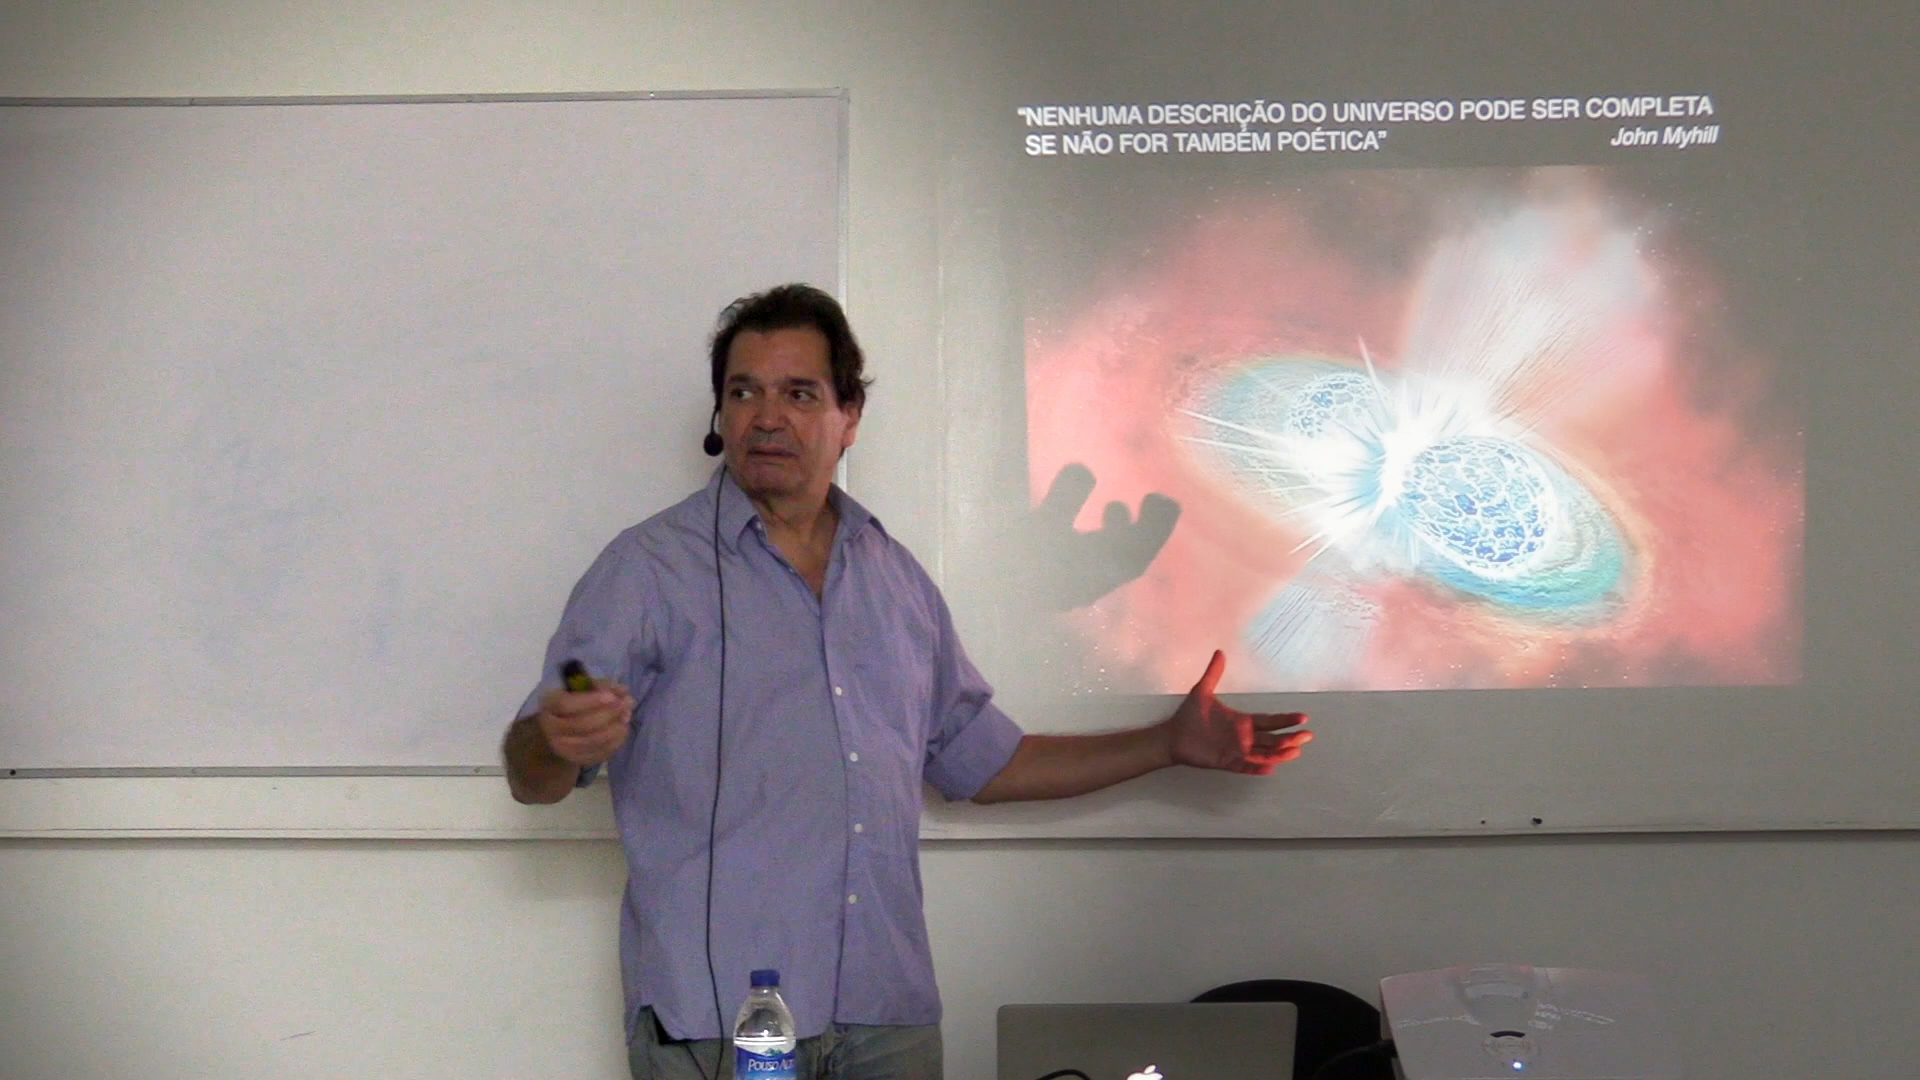 “NENHUMA DESCRIÇÃO DO UNIVERSO PODE SER COMPLETA
SE NÃO FOR TAMBÉM POÉTICA”
John Myhill